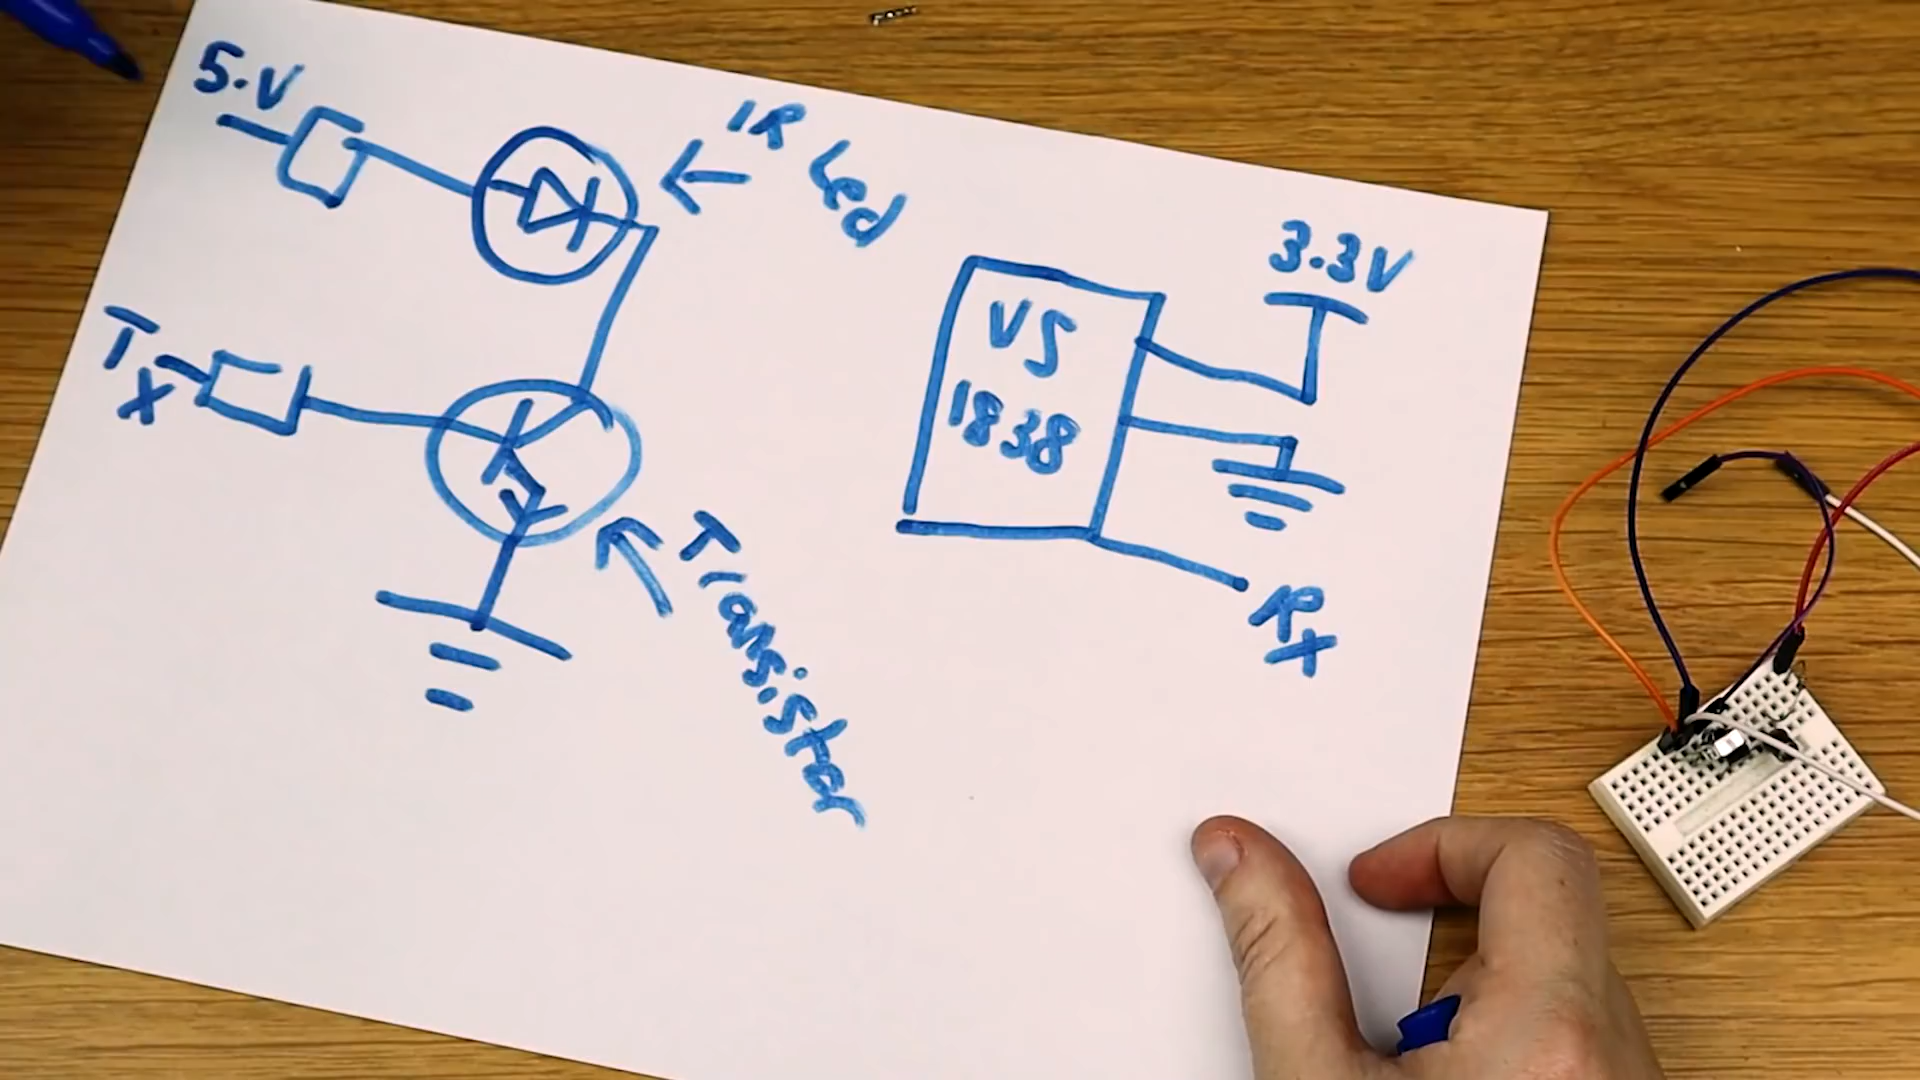 5.V
IR Led
Tx
Transistor
VS
1838
3.3V
Rx